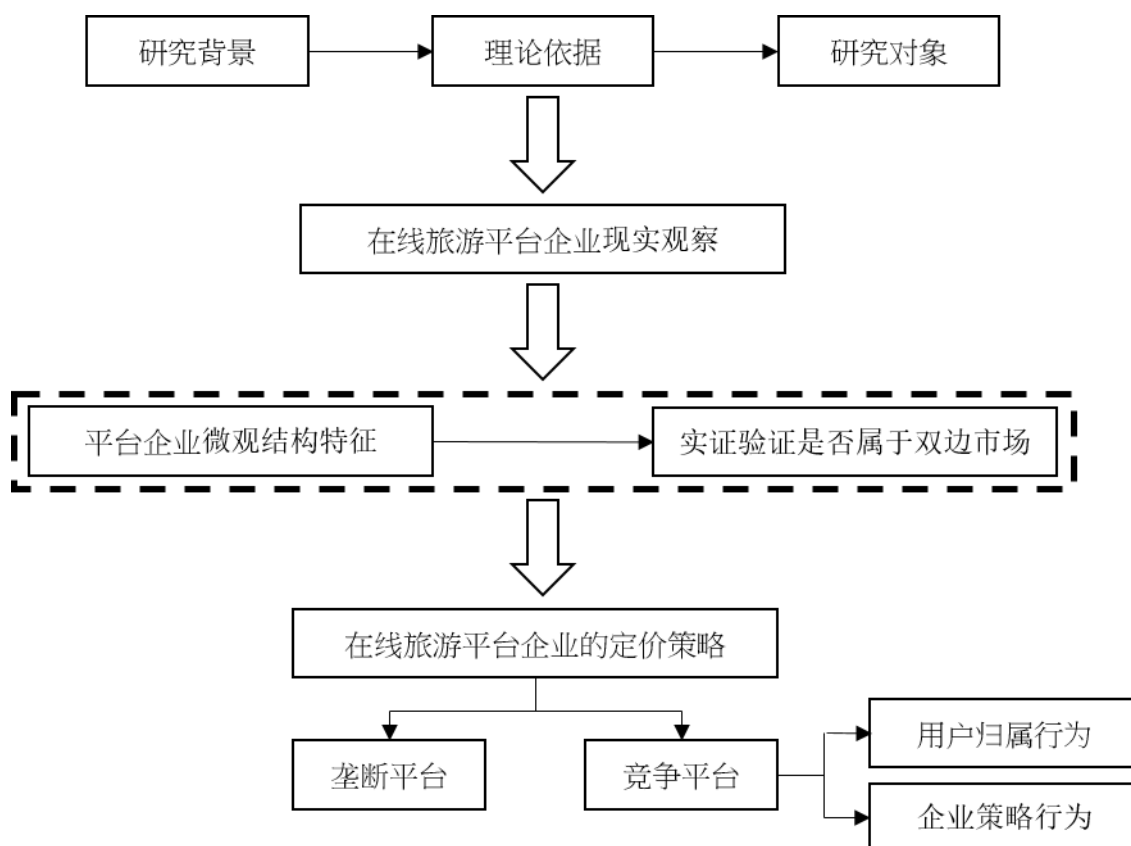 研究背景
理论依据
研究对象
在线旅游平台企业现实观察
平台企业微观结构特征
实证验证是否属于双边市场
在线旅游平台企业的定价策略
垄断平台
竞争平台
用户归属行为
企业策略行为